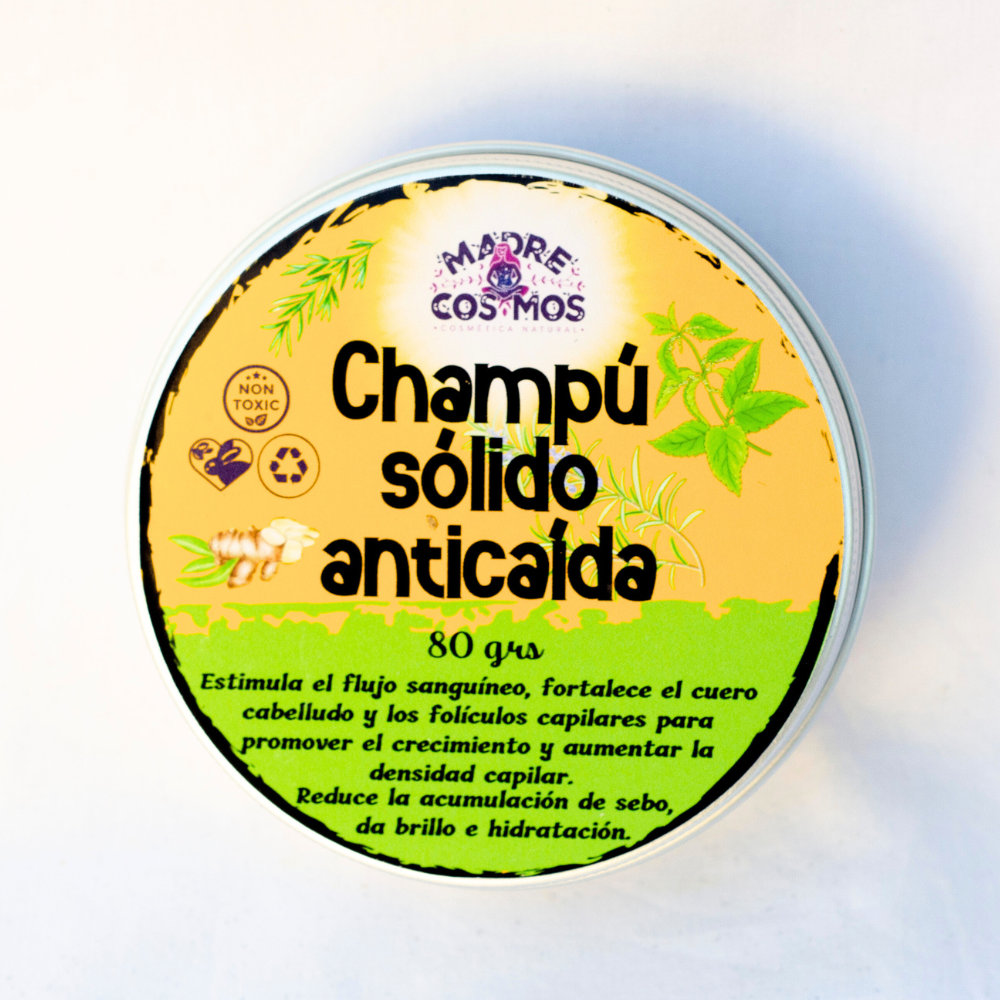 MADRE
COSMOS
•COSMÉTICA NATURAL•
NON
TOXIC
Champú
sólido
anticaída
80 grs
Estimula el flujo sanguíneo, fortalece el cuero
cabelludo y los folículos capilares para
promover el crecimiento y aumentar la
densidad capilar.
Reduce la acumulación de sebo,
da brillo e hidratación.